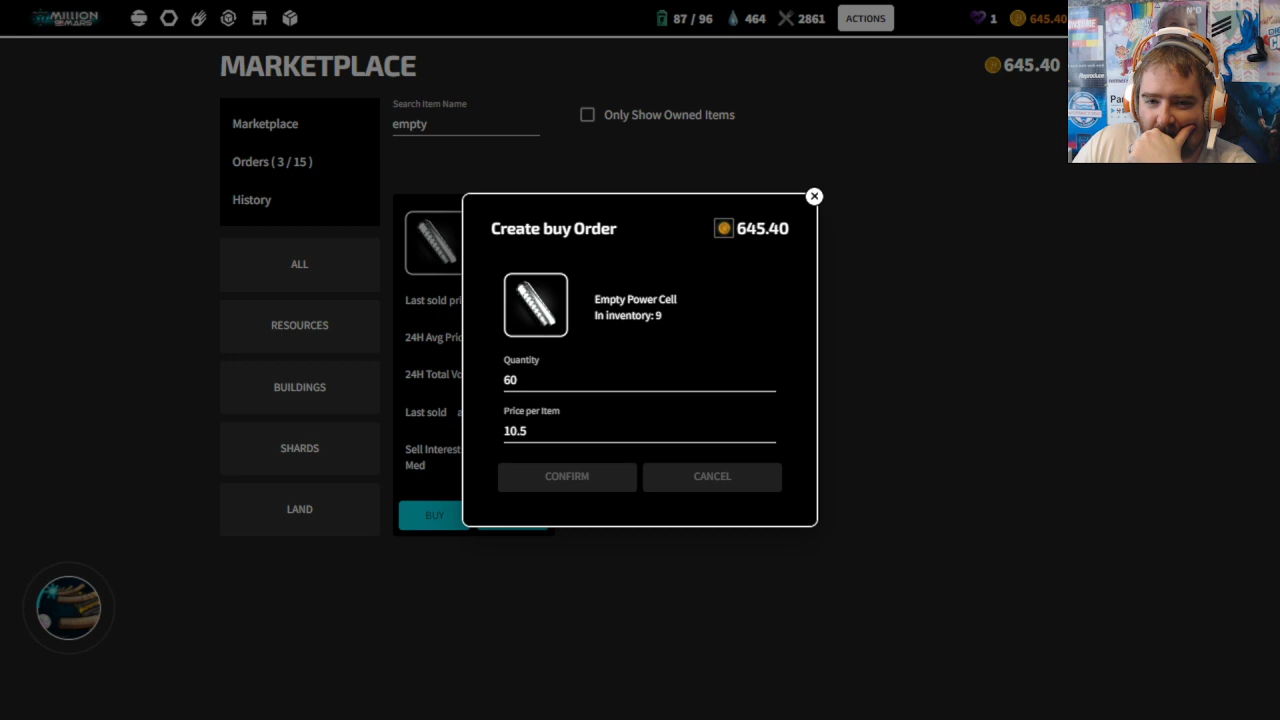 MILLION ON MARS
87 / 96
464
2861
ACTIONS
1
645.40
MARKETPLACE
645.40
Marketplace
Orders ( 3 / 15 )
History
ALL
RESOURCES
BUILDINGS
SHARDS
LAND
Search Item Name
empty
Only Show Owned Items
Last sold pri
24H Avg Pric
24H Total Vo
Last sold a
Sell Interest
Med
BUY
Create buy Order
645.40
Empty Power Cell
In inventory: 9
Quantity
60
Price per Item
10.5
CONFIRM
CANCEL
Nº0
Reproduce